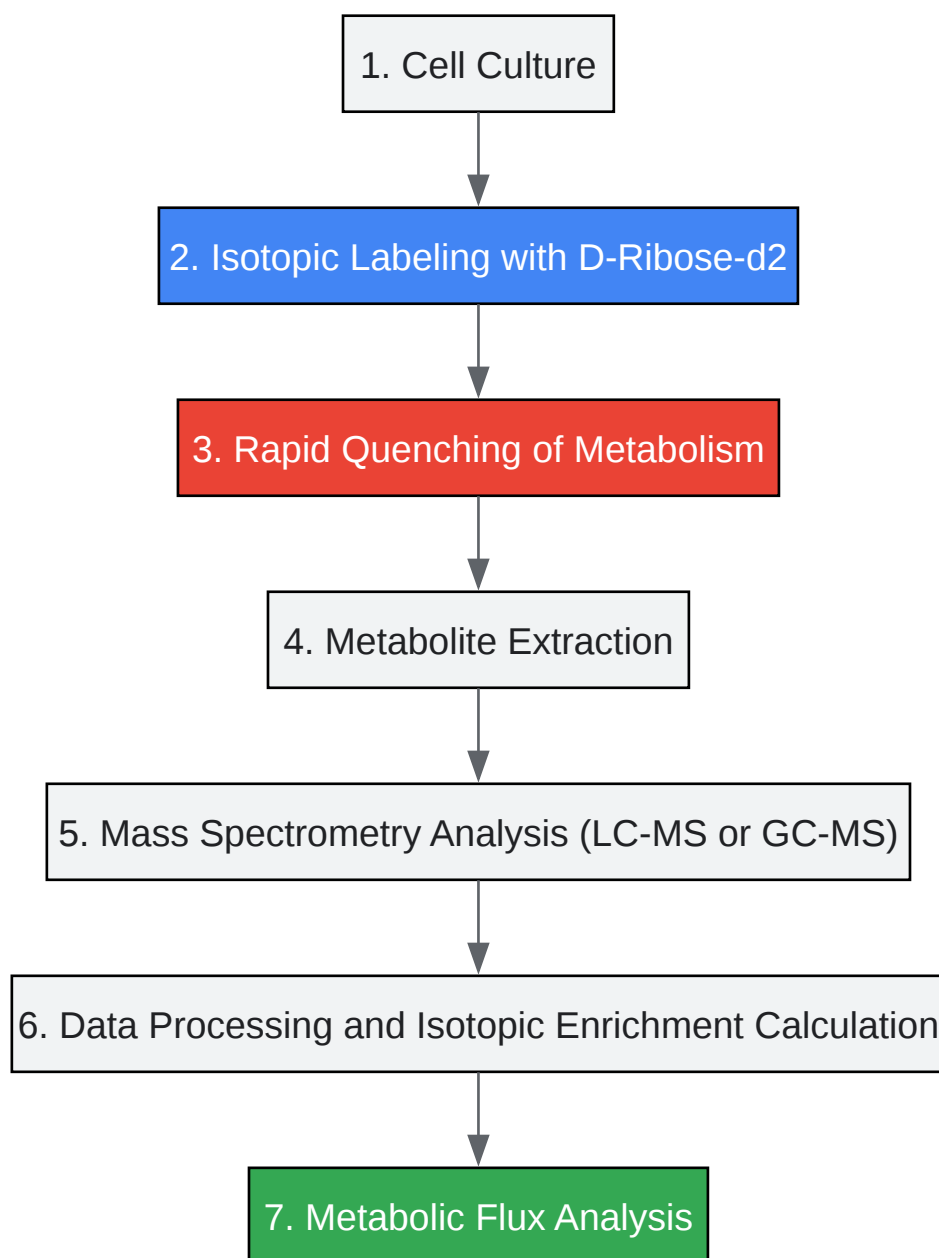 1. Cell Culture
2. Isotopic Labeling with D-Ribose-d2
3. Rapid Quenching of Metabolism
4. Metabolite Extraction
5. Mass Spectrometry Analysis (LC-MS or GC-MS)
6. Data Processing and Isotopic Enrichment Calculation
7. Metabolic Flux Analysis